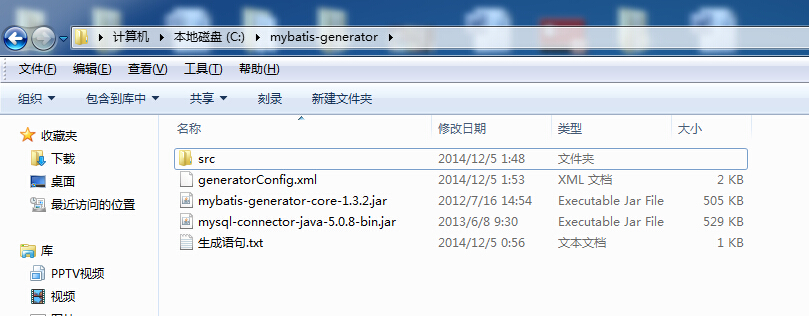 计算机 本地磁盘 (C:) mybatis-generator
文件(F) 编辑(E) 查看(V) 工具(T) 帮助(H)
组织 包含到库中 共享 刻录 新建文件夹
名称 修改日期 类型 大小
收藏夹
下载
桌面
最近访问的位置
库
PPTV视频
视频
src 2014/12/5 1:48 文件夹
generatorConfig.xml 2014/12/5 1:53 XML 文档 2 KB
mybatis-generator-core-1.3.2.jar 2012/7/16 14:54 Executable Jar File 505 KB
mysql-connector-java-5.0.8-bin.jar 2013/6/8 9:30 Executable Jar File 529 KB
生成语句.txt 2014/12/5 0:56 文本文档 1 KB